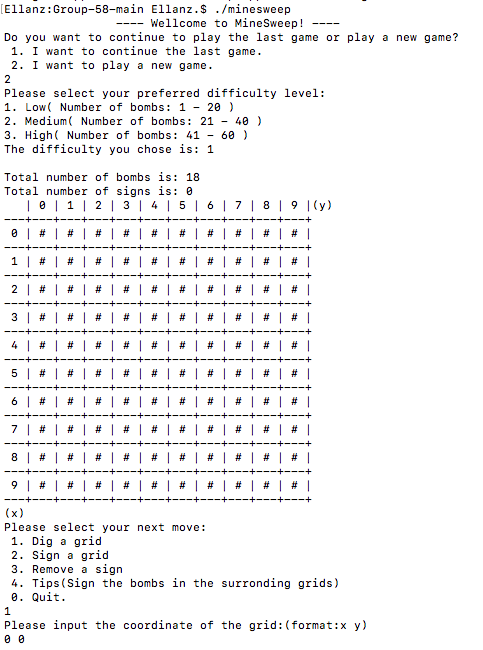 [Ellanz:Group-58-main Ellanz.$ ./minesweep
---- Wellcome to MineSweep! ----
Do you want to continue to play the last game or play a new game?
1. I want to continue the last game.
2. I want to play a new game.
2
Please select your preferred difficulty level:
1. Low( Number of bombs: 1 – 20 )
2. Medium( Number of bombs: 21 – 40 )
3. High( Number of bombs: 41 – 60 )
The difficulty you chose is: 1

Total number of bombs is: 18
Total number of signs is: 0
  | 0 | 1 | 2 | 3 | 4 | 5 | 6 | 7 | 8 | 9 |(y)
---+---+---+---+---+---+---+---+---+---+---+
 0 | # | # | # | # | # | # | # | # | # | # |
---+---+---+---+---+---+---+---+---+---+---+
 1 | # | # | # | # | # | # | # | # | # | # |
---+---+---+---+---+---+---+---+---+---+---+
 2 | # | # | # | # | # | # | # | # | # | # |
---+---+---+---+---+---+---+---+---+---+---+
 3 | # | # | # | # | # | # | # | # | # | # |
---+---+---+---+---+---+---+---+---+---+---+
 4 | # | # | # | # | # | # | # | # | # | # |
---+---+---+---+---+---+---+---+---+---+---+
 5 | # | # | # | # | # | # | # | # | # | # |
---+---+---+---+---+---+---+---+---+---+---+
 6 | # | # | # | # | # | # | # | # | # | # |
---+---+---+---+---+---+---+---+---+---+---+
 7 | # | # | # | # | # | # | # | # | # | # |
---+---+---+---+---+---+---+---+---+---+---+
 8 | # | # | # | # | # | # | # | # | # | # |
---+---+---+---+---+---+---+---+---+---+---+
 9 | # | # | # | # | # | # | # | # | # | # |
---+---+---+---+---+---+---+---+---+---+---+
(x)
Please select your next move:
1. Dig a grid
2. Sign a grid
3. Remove a sign
4. Tips(Sign the bombs in the surronding grids)
0. Quit.
1
Please input the coordinate of the grid:(format:x y)
0 0